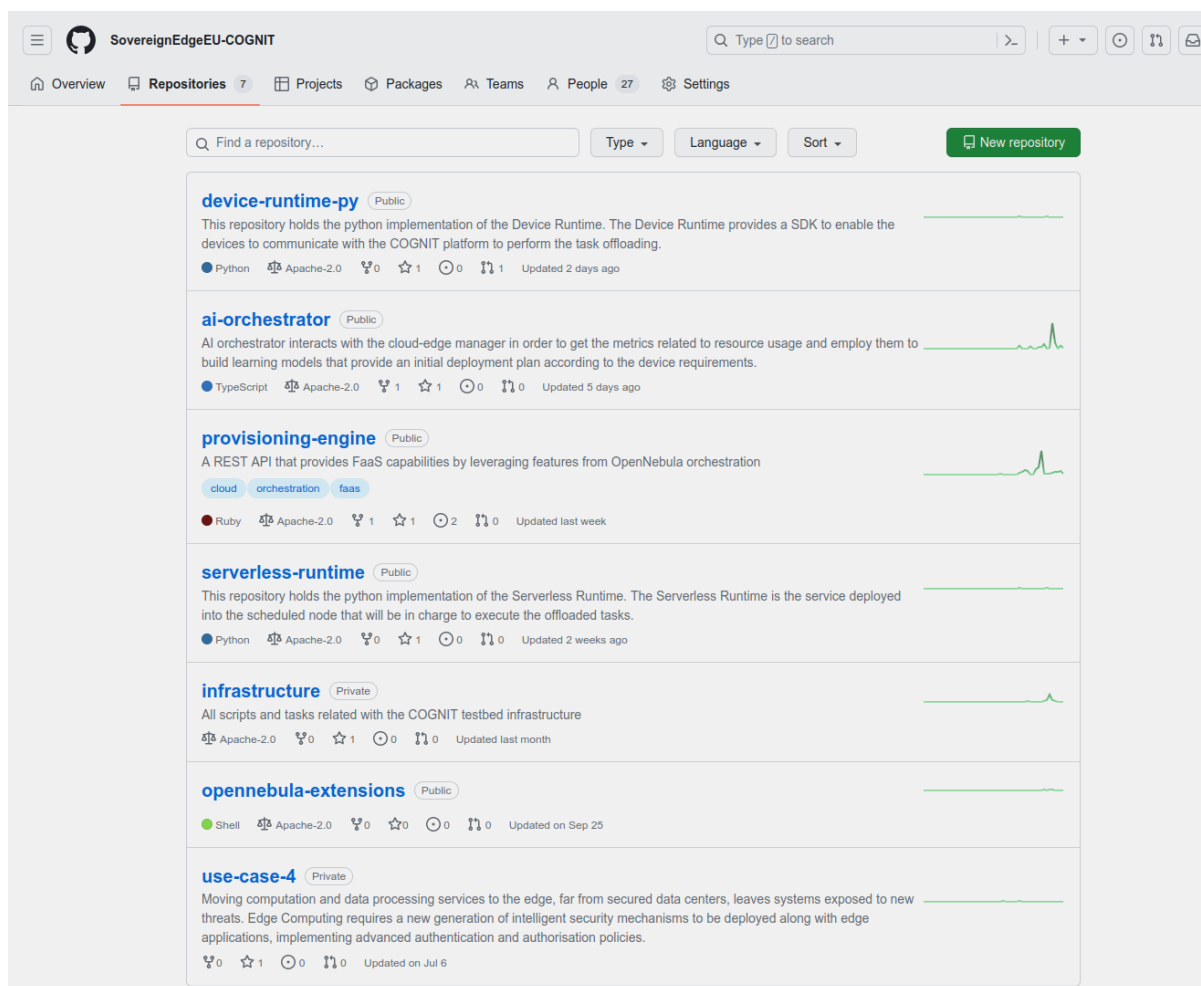 SovereignEdgeEU-COGNIT
Type / to search
Overview Repositories 7 Projects Packages Teams People 27 Settings
Find a repository… Type Language Sort New repository
device-runtime-py Public
This repository holds the python implementation of the Device Runtime. The Device Runtime provides a SDK to enable the
devices to communicate with the COGNIT platform to perform the task offloading.
Python Apache-2.0 0 1 0 1 Updated 2 days ago
ai-orchestrator Public
AI orchestrator interacts with the cloud-edge manager in order to get the metrics related to resource usage and employ them to
build learning models that provide an initial deployment plan according to the device requirements.
TypeScript Apache-2.0 1 1 0 0 Updated 5 days ago
provisioning-engine Public
A REST API that provides FaaS capabilities by leveraging features from OpenNebula orchestration
cloud orchestration faas
Ruby Apache-2.0 1 1 2 0 Updated last week
serverless-runtime Public
This repository holds the python implementation of the Serverless Runtime. The Serverless Runtime is the service deployed
into the scheduled node that will be in charge to execute the offloaded tasks.
Python Apache-2.0 0 1 0 0 Updated 2 weeks ago
infrastructure Private
All scripts and tasks related with the COGNIT testbed infrastructure
Apache-2.0 0 1 0 0 Updated last month
opennebula-extensions Public
Shell Apache-2.0 0 0 0 0 Updated on Sep 25
use-case-4 Private
Moving computation and data processing services to the edge, far from secured data centers, leaves systems exposed to new
threats. Edge Computing requires a new generation of intelligent security mechanisms to be deployed along with edge
applications, implementing advanced authentication and authorisation policies.
0 1 0 0 Updated on Jul 6